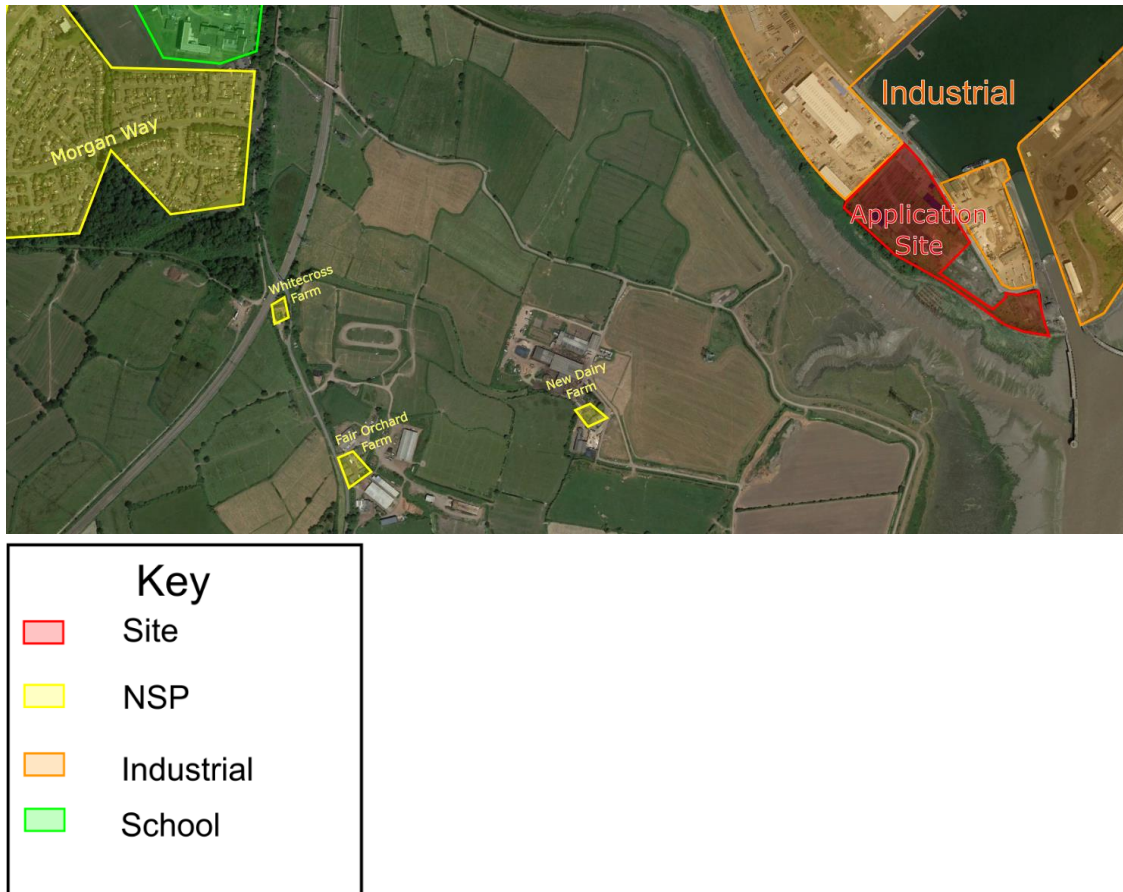 Industrial
Morgan Way
Application
Site
Whitecross
Farm
New Dairy
Farm
Fair Orchard
Farm
Key
Site
NSP
Industrial
School